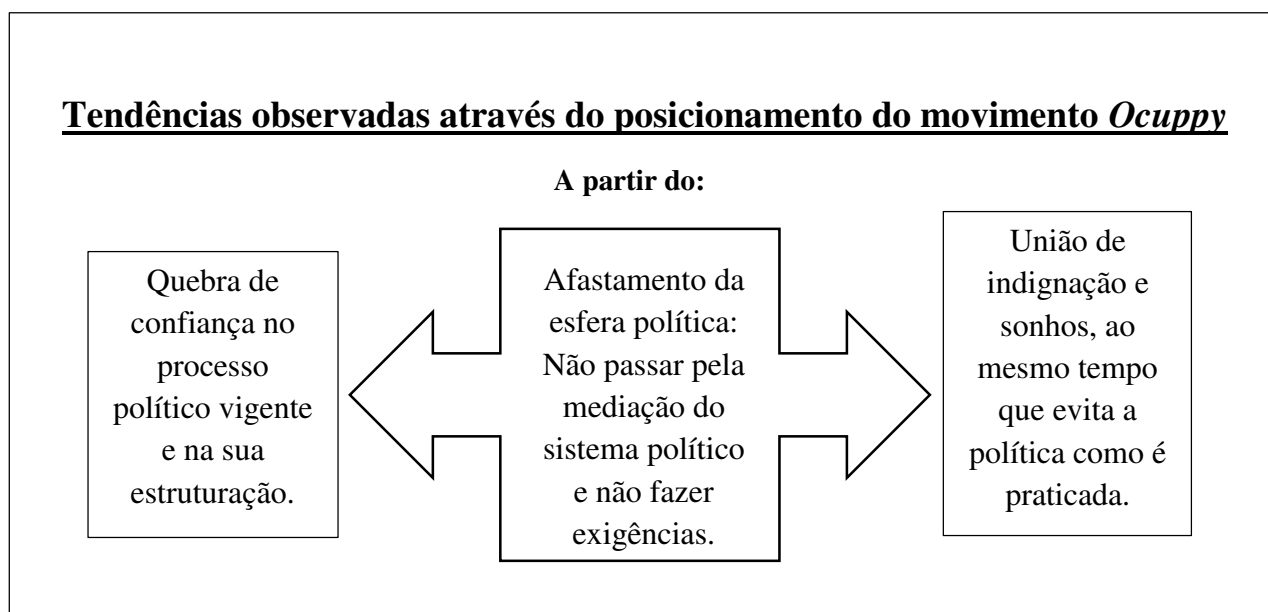 Tendências observadas através do posicionamento do movimento Ocuppy
A partir do:
Quebra de
confiança no
processo
político vigente
e na sua
estruturação.
Afastamento da
esfera política:
Não passar pela
mediação do
sistema político
e não fazer
exigências.
União de
indignação e
sonhos, ao
mesmo tempo
que evita a
política como é
praticada.